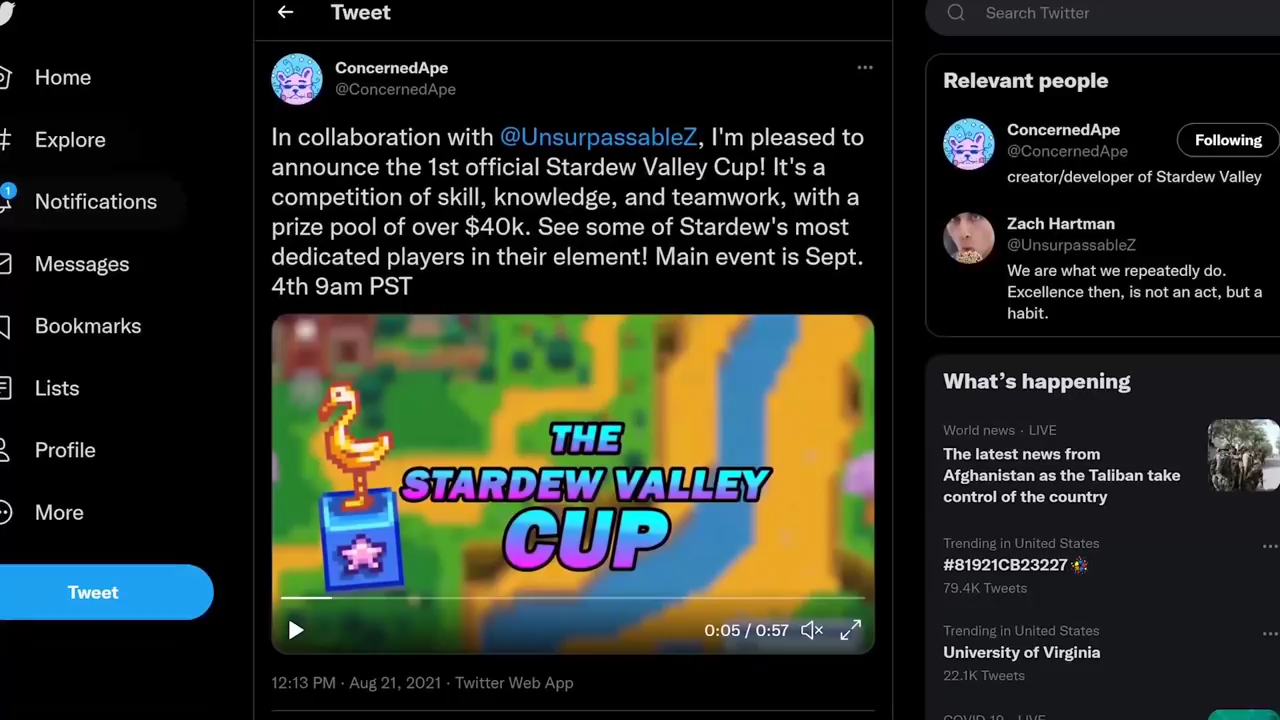 Tweet
Search Twitter
Home
Explore
1
Notifications
Messages
Bookmarks
Lists
Profile
More
Tweet
ConcernedApe
@ConcernedApe
In collaboration with @UnsurpassableZ, I'm pleased to
announce the 1st official Stardew Valley Cup! It's a
competition of skill, knowledge, and teamwork, with a
prize pool of over $40k. See some of Stardew's most
dedicated players in their element! Main event is Sept.
4th 9am PST
THE
STARDEW VALLEY
CUP
0:05 / 0:57
12:13 PM · Aug 21, 2021 · Twitter Web App
Relevant people
ConcernedApe
@ConcernedApe
Following
creator/developer of Stardew Valley
Zach Hartman
@UnsurpassableZ
We are what we repeatedly do.
Excellence then, is not an act, but a
habit.
What's happening
World news · LIVE
The latest news from
Afghanistan as the Taliban take
control of the country
Trending in United States
#81921CB23227
79.4K Tweets
Trending in United States
University of Virginia
22.1K Tweets
COVID-19 · LIVE